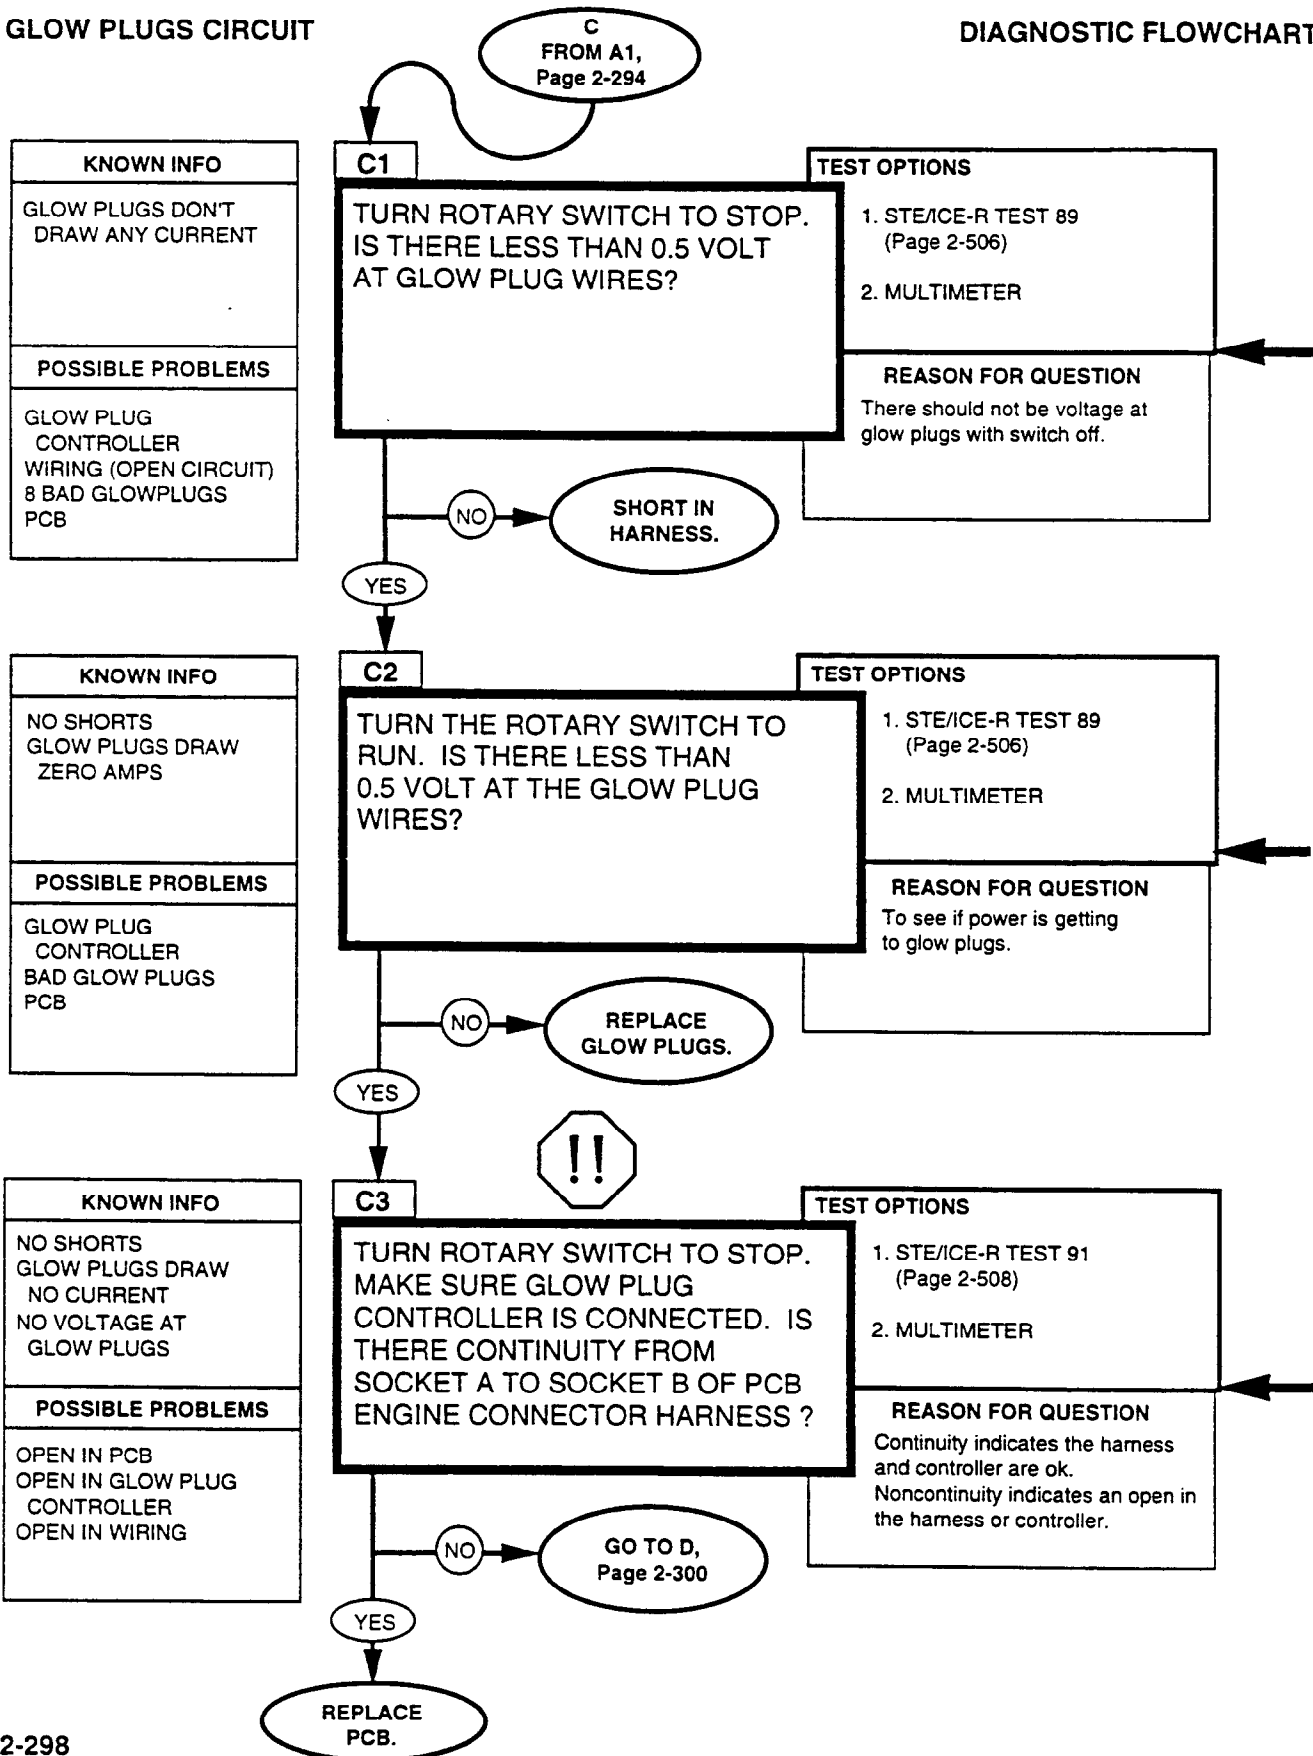 GLOW PLUGS CIRCUIT
DIAGNOSTIC FLOWCHART
C
FROM A1,
Page 2-294
KNOWN INFO
GLOW PLUGS DON'T
DRAW ANY CURRENT
POSSIBLE PROBLEMS
GLOW PLUG
CONTROLLER
WIRING (OPEN CIRCUIT)
8 BAD GLOWPLUGS
PCB
C1
TURN ROTARY SWITCH TO STOP.
IS THERE LESS THAN 0.5 VOLT
AT GLOW PLUG WIRES?
TEST OPTIONS
1. STE/ICE-R TEST 89
(Page 2-506)
2. MULTIMETER
REASON FOR QUESTION
There should not be voltage at
glow plugs with switch off.
NO
SHORT IN
HARNESS.
YES
KNOWN INFO
NO SHORTS
GLOW PLUGS DRAW
ZERO AMPS
POSSIBLE PROBLEMS
GLOW PLUG
CONTROLLER
BAD GLOW PLUGS
PCB
C2
TURN THE ROTARY SWITCH TO
RUN. IS THERE LESS THAN
0.5 VOLT AT THE GLOW PLUG
WIRES?
TEST OPTIONS
1. STE/ICE-R TEST 89
(Page 2-506)
2. MULTIMETER
REASON FOR QUESTION
To see if power is getting
to glow plugs.
NO
REPLACE
GLOW PLUGS.
YES
!!
KNOWN INFO
NO SHORTS
GLOW PLUGS DRAW
NO CURRENT
NO VOLTAGE AT
GLOW PLUGS
POSSIBLE PROBLEMS
OPEN IN PCB
OPEN IN GLOW PLUG
CONTROLLER
OPEN IN WIRING
C3
TURN ROTARY SWITCH TO STOP.
MAKE SURE GLOW PLUG
CONTROLLER IS CONNECTED. IS
THERE CONTINUITY FROM
SOCKET A TO SOCKET B OF PCB
ENGINE CONNECTOR HARNESS ?
TEST OPTIONS
1. STE/ICE-R TEST 91
(Page 2-508)
2. MULTIMETER
REASON FOR QUESTION
Continuity indicates the harness
and controller are ok.
Noncontinuity indicates an open in
the harness or controller.
NO
GO TO D,
Page 2-300
YES
REPLACE
PCB.
2-298